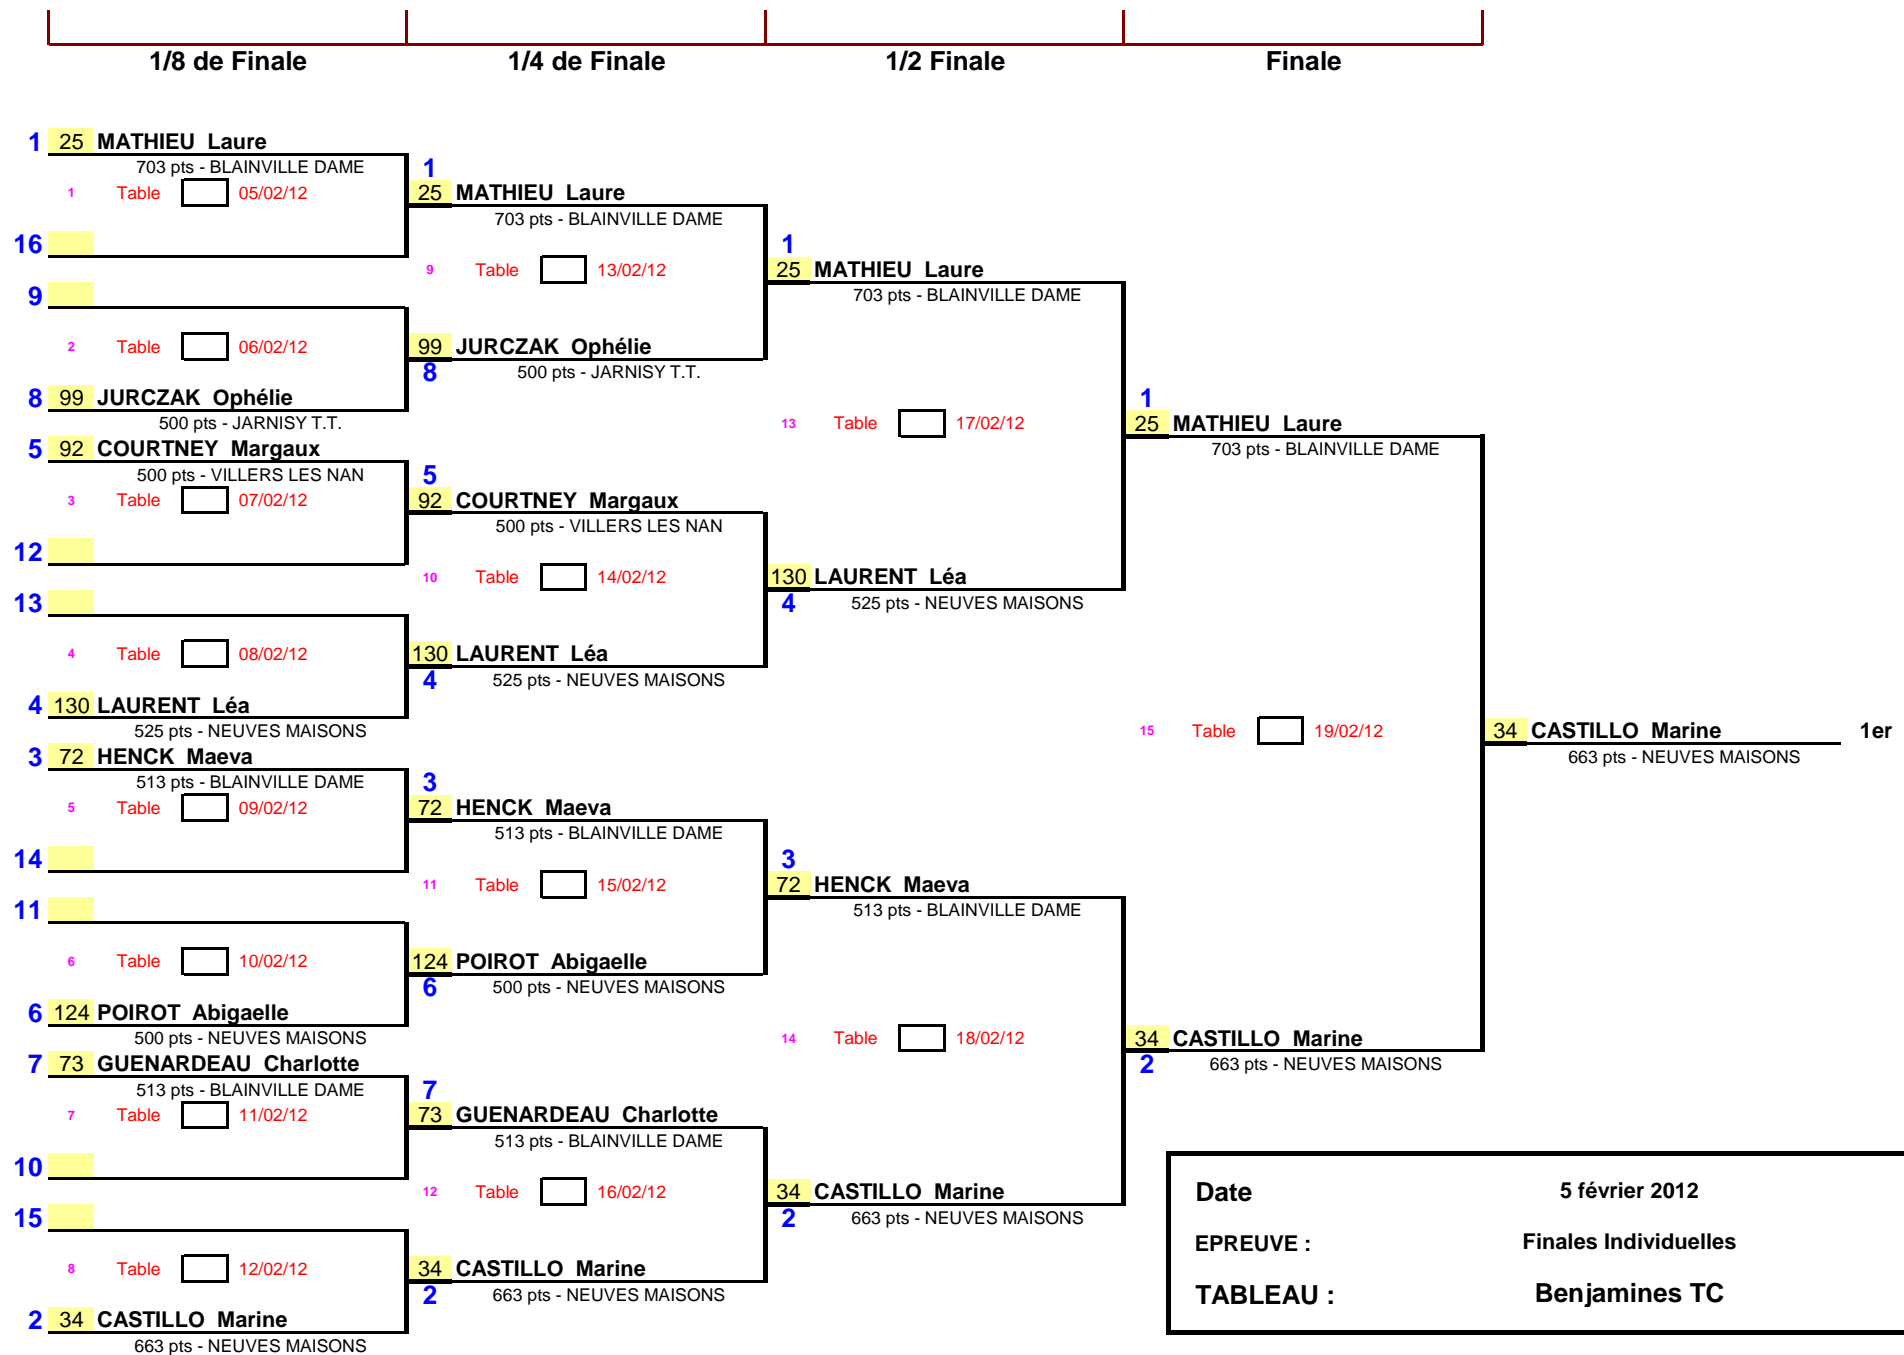 1/8 de Finale 1/4 de Finale 1/2 Finale Finale
1 25 MATHIEU Laure
703 pts - BLAINVILLE DAME
1 Table 05/02/12
16
9
2 Table 06/02/12
8 99 JURCZAK Ophélie
500 pts - JARNISY T.T.
5 92 COURTNEY Margaux
500 pts - VILLERS LES NAN
3 Table 07/02/12
12
13
4 Table 08/02/12
4 130 LAURENT Léa
525 pts - NEUVES MAISONS
3 72 HENCK Maeva
513 pts - BLAINVILLE DAME
5 Table 09/02/12
14
11
6 Table 10/02/12
6 124 POIROT Abigaelle
500 pts - NEUVES MAISONS
7 73 GUENARDEAU Charlotte
513 pts - BLAINVILLE DAME
7 Table 11/02/12
10
15
8 Table 12/02/12
2 34 CASTILLO Marine
663 pts - NEUVES MAISONS
1
25 MATHIEU Laure
703 pts - BLAINVILLE DAME
9 Table 13/02/12
99 JURCZAK Ophélie
8 500 pts - JARNISY T.T.
5
92 COURTNEY Margaux
500 pts - VILLERS LES NAN
10 Table 14/02/12
130 LAURENT Léa
4 525 pts - NEUVES MAISONS
3
72 HENCK Maeva
513 pts - BLAINVILLE DAME
11 Table 15/02/12
124 POIROT Abigaelle
6 500 pts - NEUVES MAISONS
7
73 GUENARDEAU Charlotte
513 pts - BLAINVILLE DAME
12 Table 16/02/12
34 CASTILLO Marine
2 663 pts - NEUVES MAISONS
1
25 MATHIEU Laure
703 pts - BLAINVILLE DAME
13 Table 17/02/12
130 LAURENT Léa
4 525 pts - NEUVES MAISONS
3
72 HENCK Maeva
513 pts - BLAINVILLE DAME
14 Table 18/02/12
34 CASTILLO Marine
2 663 pts - NEUVES MAISONS
1
25 MATHIEU Laure
703 pts - BLAINVILLE DAME
15 Table 19/02/12
34 CASTILLO Marine
2 663 pts - NEUVES MAISONS
34 CASTILLO Marine 1er
663 pts - NEUVES MAISONS
Date 5 février 2012
EPREUVE : Finales Individuelles
TABLEAU : Benjamines TC